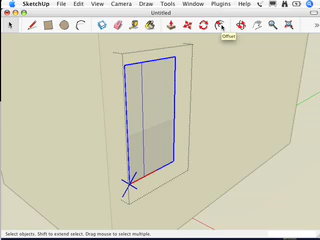 SketchUp File Edit View Camera Draw Tools Window Plugins Help
Untitled
Offset
Select objects. Shift to extend select. Drag mouse to select multiple.